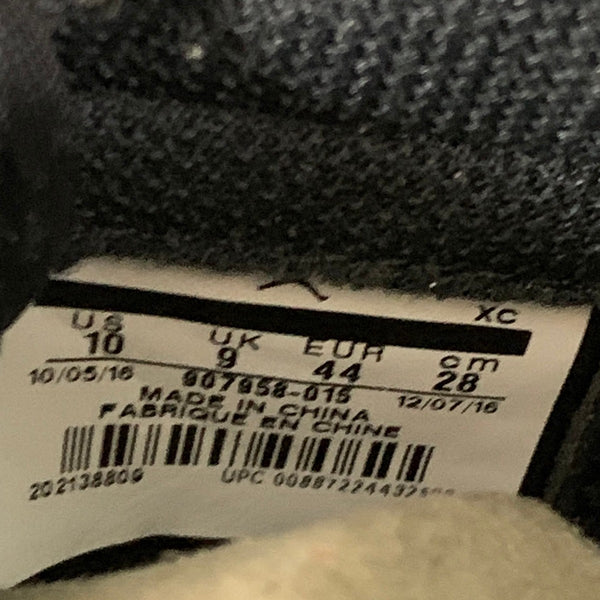 XC
US UK EUR cm
10 9 44 28
10/05/16 907958-015 12/07/16
MADE IN CHINA
FABRIQUE EN CHINE
202138809 UPC